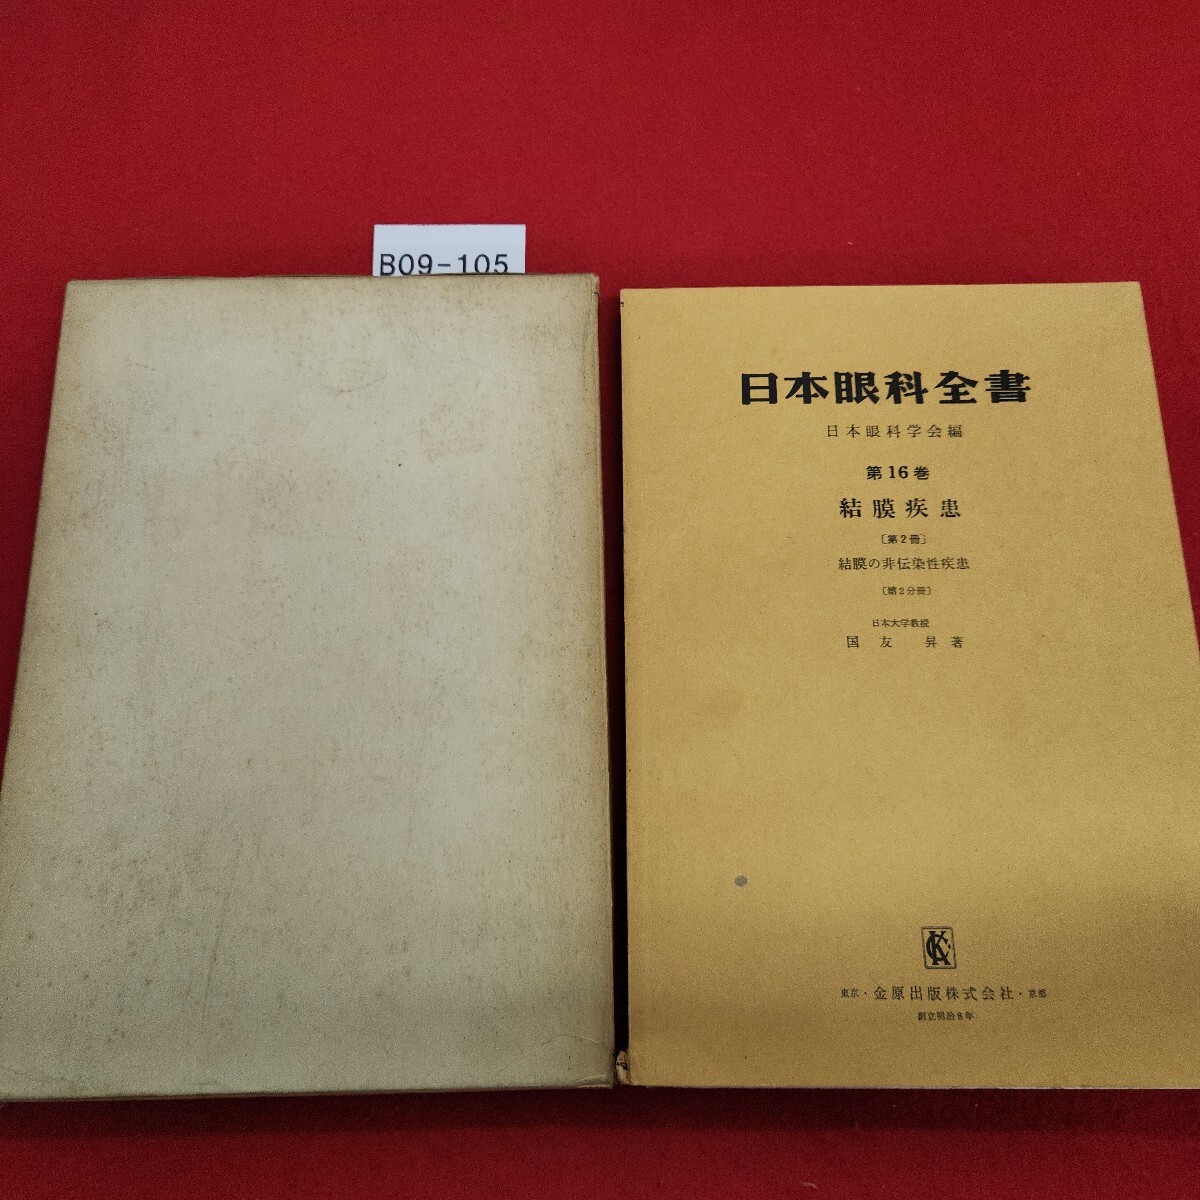 B09-105
日本眼科全書
日本眼科学会編
第16巻
結膜疾患
〔第2冊〕
結膜の非伝染性疾患
〔第2分冊〕
日本大学教授
国友 昇 著
東京・金原出版株式会社・京都
創立明治8年